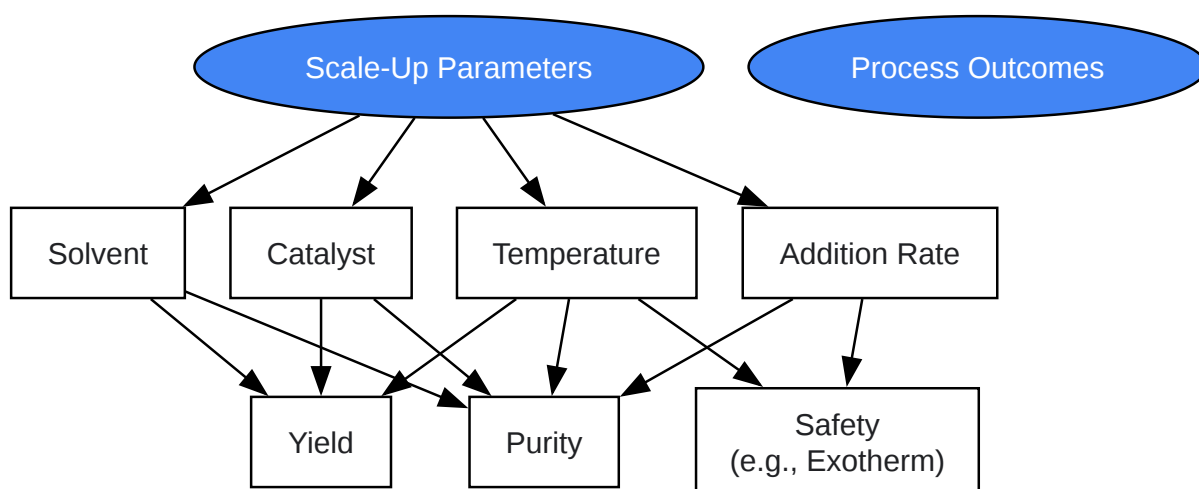 Scale-Up Parameters
Process Outcomes
Solvent
Catalyst
Temperature
Addition Rate
Yield
Purity
Safety
(e.g., Exotherm)